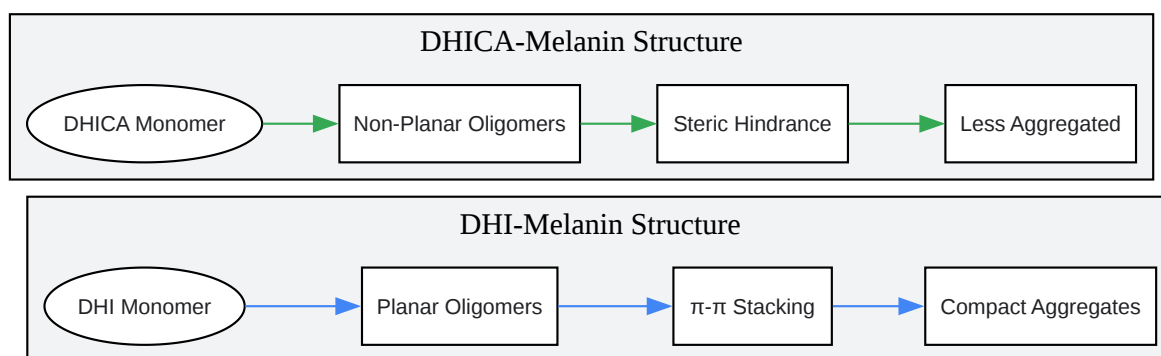 DHICA-Melanin Structure
DHICA Monomer
Non-Planar Oligomers
Steric Hindrance
Less Aggregated
DHI-Melanin Structure
DHI Monomer
Planar Oligomers
π-π Stacking
Compact Aggregates